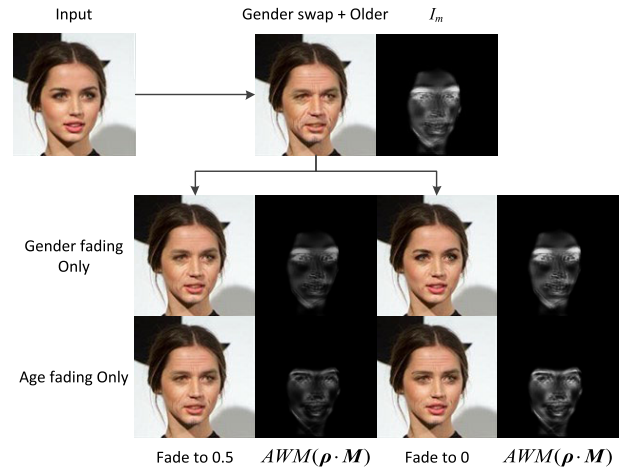 Input
Gender swap + Older
Iₘ
Gender fading
Only
Age fading Only
Fade to 0.5
AWM(ρ · M)
Fade to 0
AWM(ρ · M)